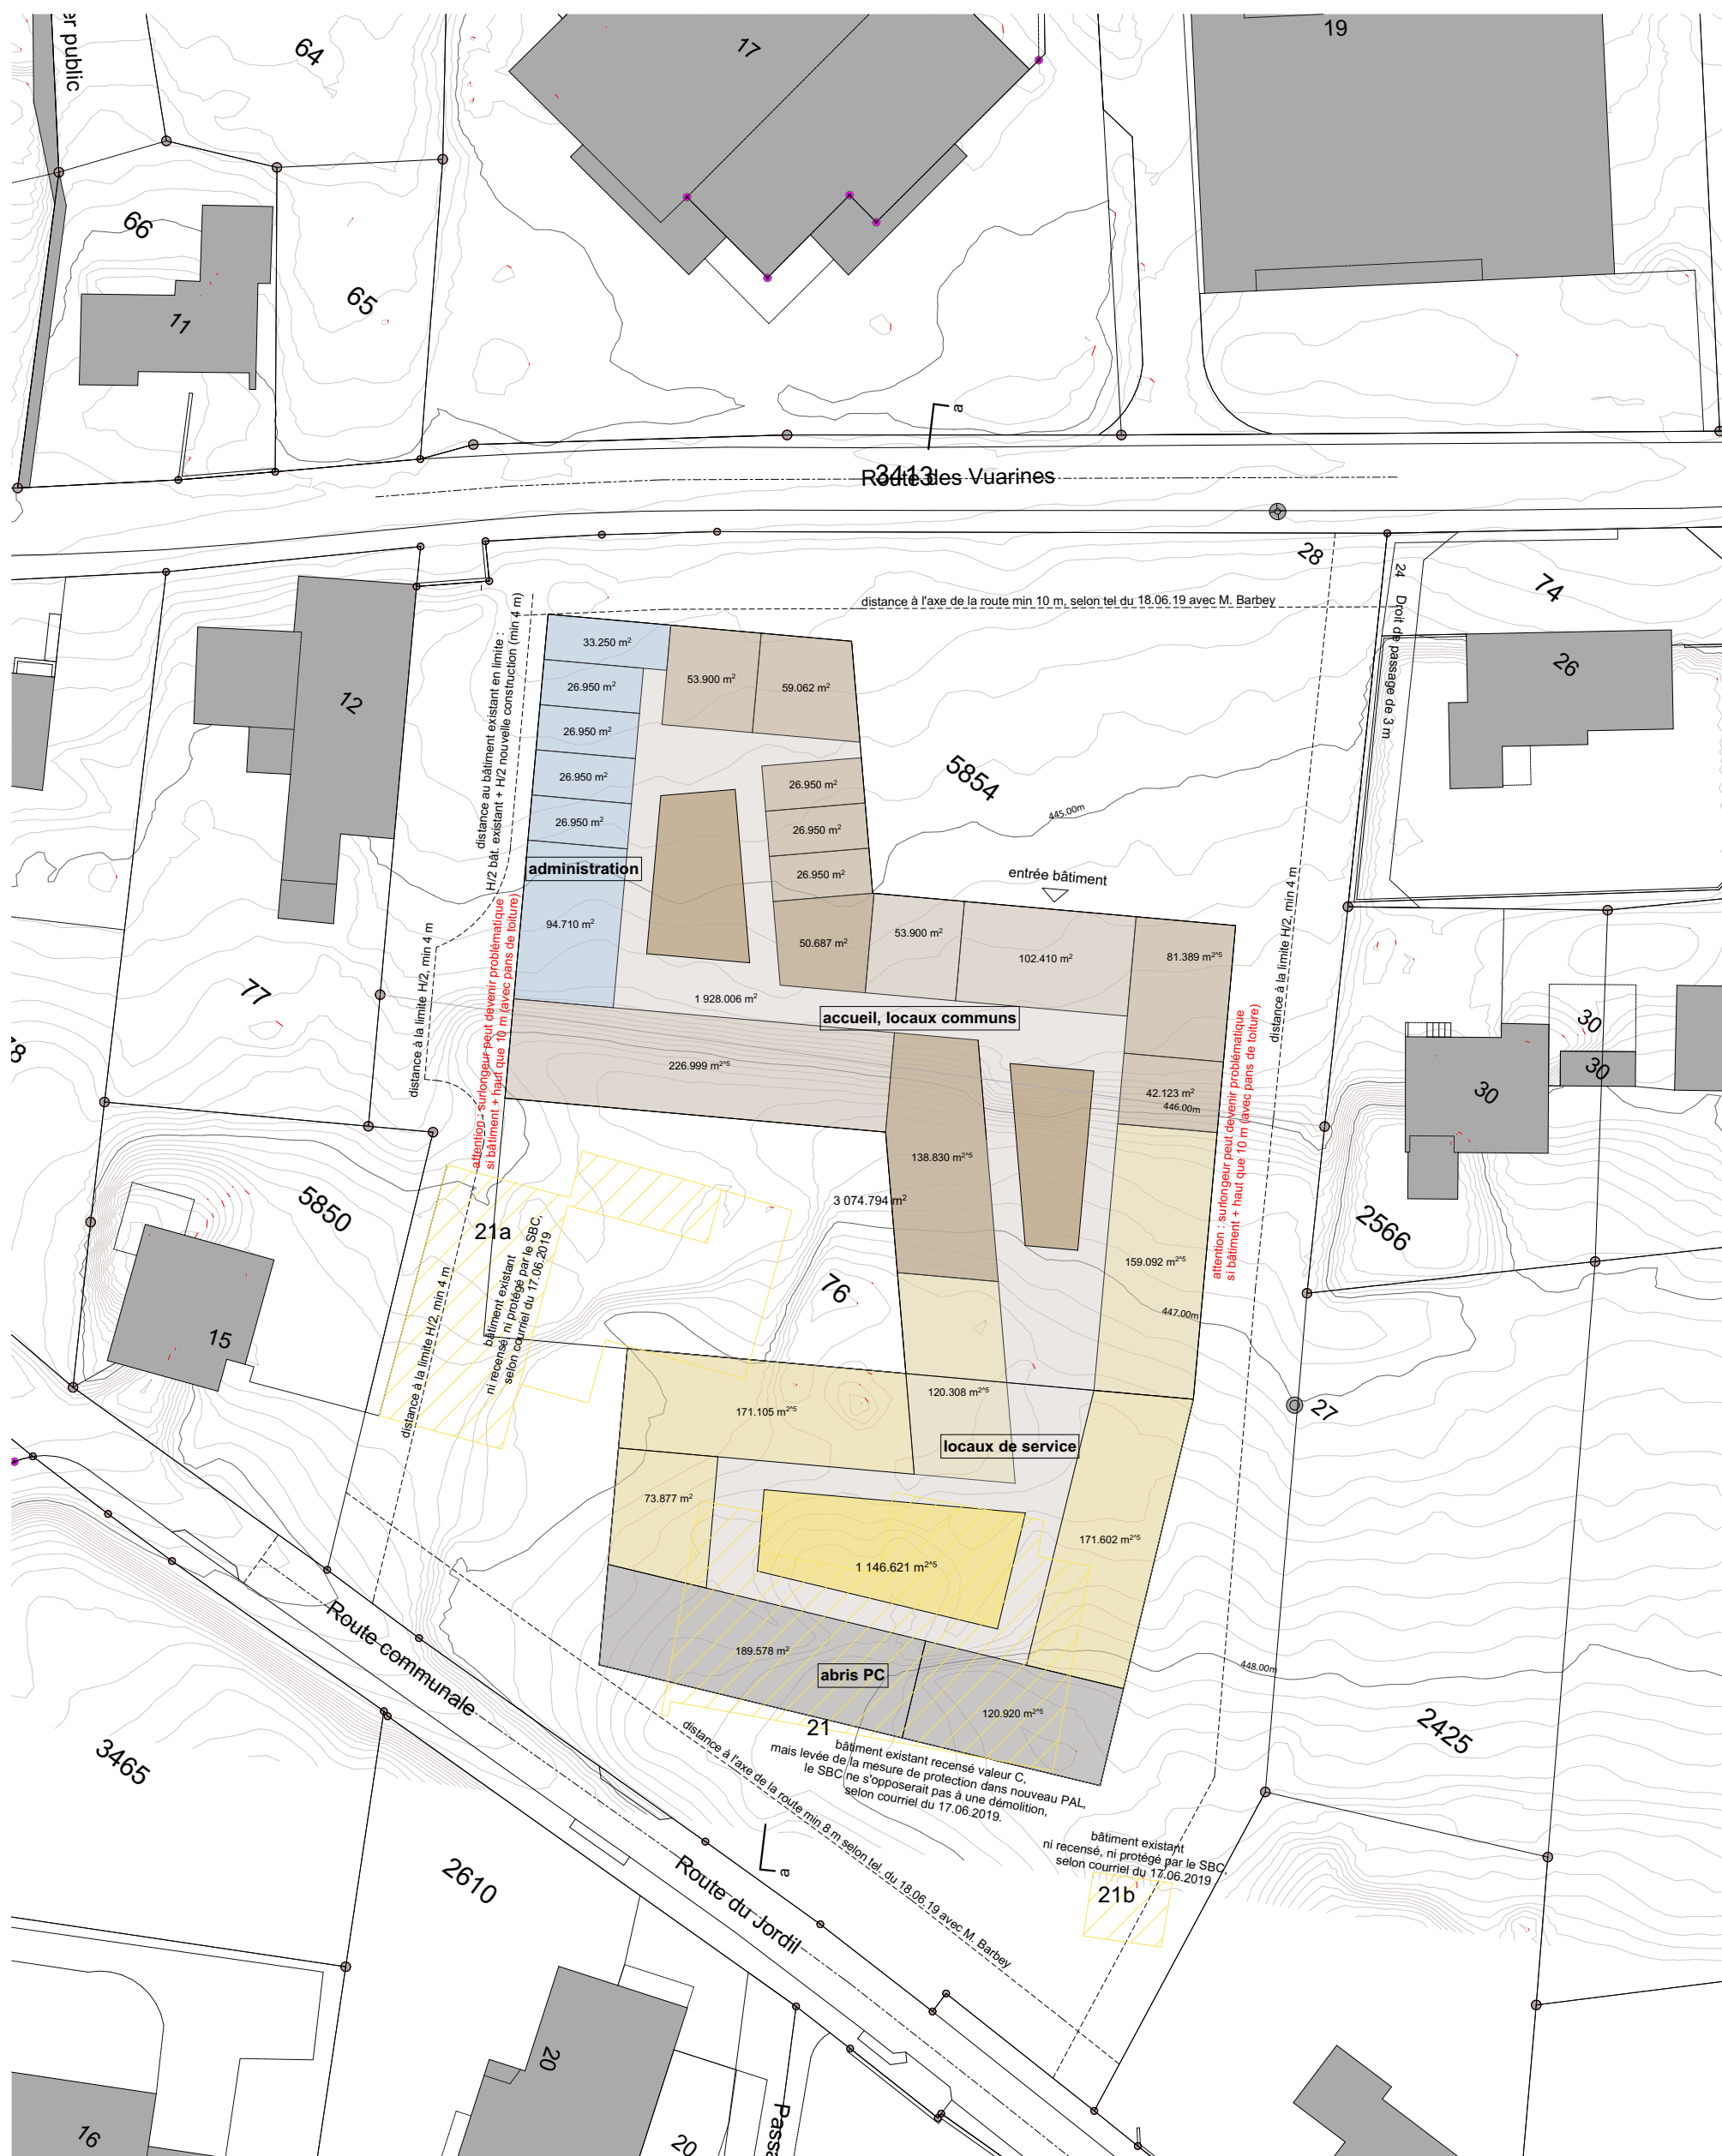 ar public
64
17
19
66
65
11
a
3413
Route des Vuarines
28
24 Droit de passage de 3 m
74
26
distance à l'axe de la route min 10 m, selon tel du 18.06.19 avec M. Barbey
distance au bâtiment existant en limite :
H/2 bât. existant + H/2 nouvelle construction (min 4 m)
12
33.250 m²
53.900 m²
59.062 m²
26.950 m²
26.950 m²
26.950 m²
26.950 m²
26.950 m²
26.950 m²
26.950 m²
5854
445.00m
administration
entrée bâtiment
94.710 m²
50.687 m²
53.900 m²
102.410 m²
81.389 m²^5
1 928.006 m²
accueil, locaux communs
distance à la limite H/2, min 4 m
attention : surlongeur peut devenir problématique
si bâtiment + haut que 10 m (avec pans de toiture)
distance à la limite H/2, min 4 m
attention : surlongeur peut devenir problématique
si bâtiment + haut que 10 m (avec pans de toiture)
77
226.999 m²^5
42.123 m²
446.00m
30
30
30
138.830 m²^5
3 074.794 m²
5850
21a
bâtiment existant
ni recensé, ni protégé par le SBC,
selon courriel du 17.06.2019
distance à la limite H/2, min 4 m
76
159.092 m²^5
447.00m
2566
15
171.105 m²^5
120.308 m²^5
27
locaux de service
73.877 m²
1 146.621 m²^5
171.602 m²^5
Route communale
189.578 m²
abris PC
448.00m
120.920 m²^5
21
bâtiment existant recensé valeur C,
mais levée de la mesure de protection dans nouveau PAL,
le SBC ne s'opposerait pas à une démolition,
selon courriel du 17.06.2019.
2425
3465
distance à l'axe de la route min 8 m selon tel. du 18.06.19 avec M. Barbey
bâtiment existant
ni recensé, ni protégé par le SBC,
selon courriel du 17.06.2019
21b
a
2610
Route du Jordil
20
16
20
Passa